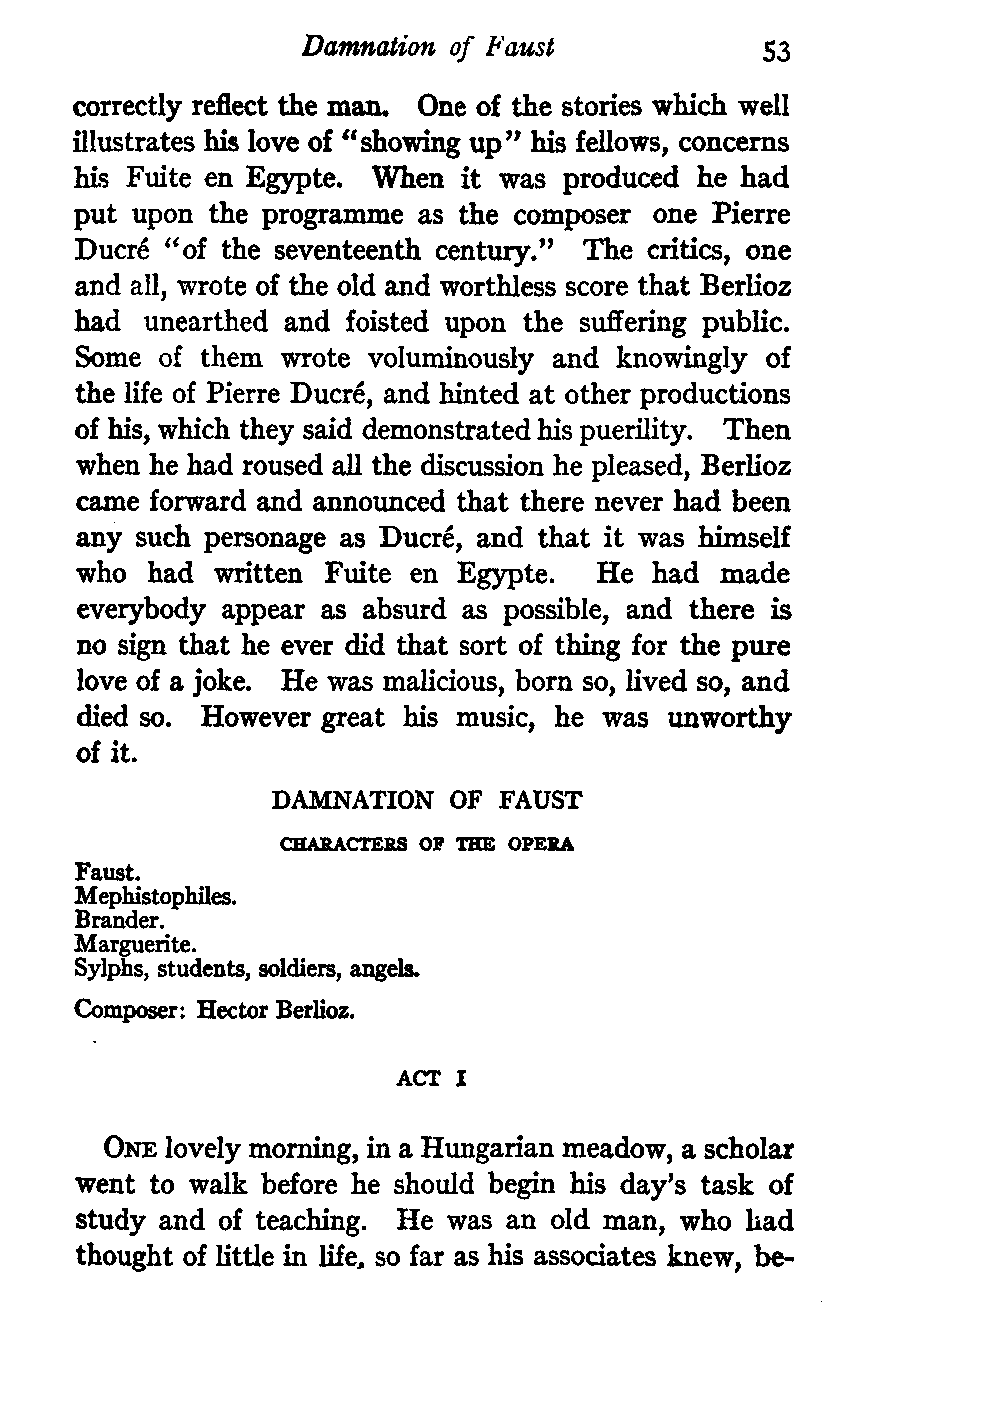 Damnation of Faust 53
correctly reflect the man. One of the stories which well
illustrates his love of “showing up” his fellows, concerns
his Fuite en Egypte. When it was produced he had
put upon the programme as the composer one Pierre
Ducré “of the seventeenth century.” The critics, one
and all, wrote of the old and worthless score that Berlioz
had unearthed and foisted upon the suffering public.
Some of them wrote voluminously and knowingly of
the life of Pierre Ducré, and hinted at other productions
of his, which they said demonstrated his puerility. Then
when he had roused all the discussion he pleased, Berlioz
came forward and announced that there never had been
any such personage as Ducré, and that it was himself
who had written Fuite en Egypte. He had made
everybody appear as absurd as possible, and there is
no sign that he ever did that sort of thing for the pure
love of a joke. He was malicious, born so, lived so, and
died so. However great his music, he was unworthy
of it.
DAMNATION OF FAUST
CHARACTERS OF THE OPERA
Faust.
Mephistophiles.
Brander.
Marguerite.
Sylphs, students, soldiers, angels.
Composer: Hector Berlioz.
ACT I
ONE lovely morning, in a Hungarian meadow, a scholar
went to walk before he should begin his day's task of
study and of teaching. He was an old man, who had
thought of little in life, so far as his associates knew, be-